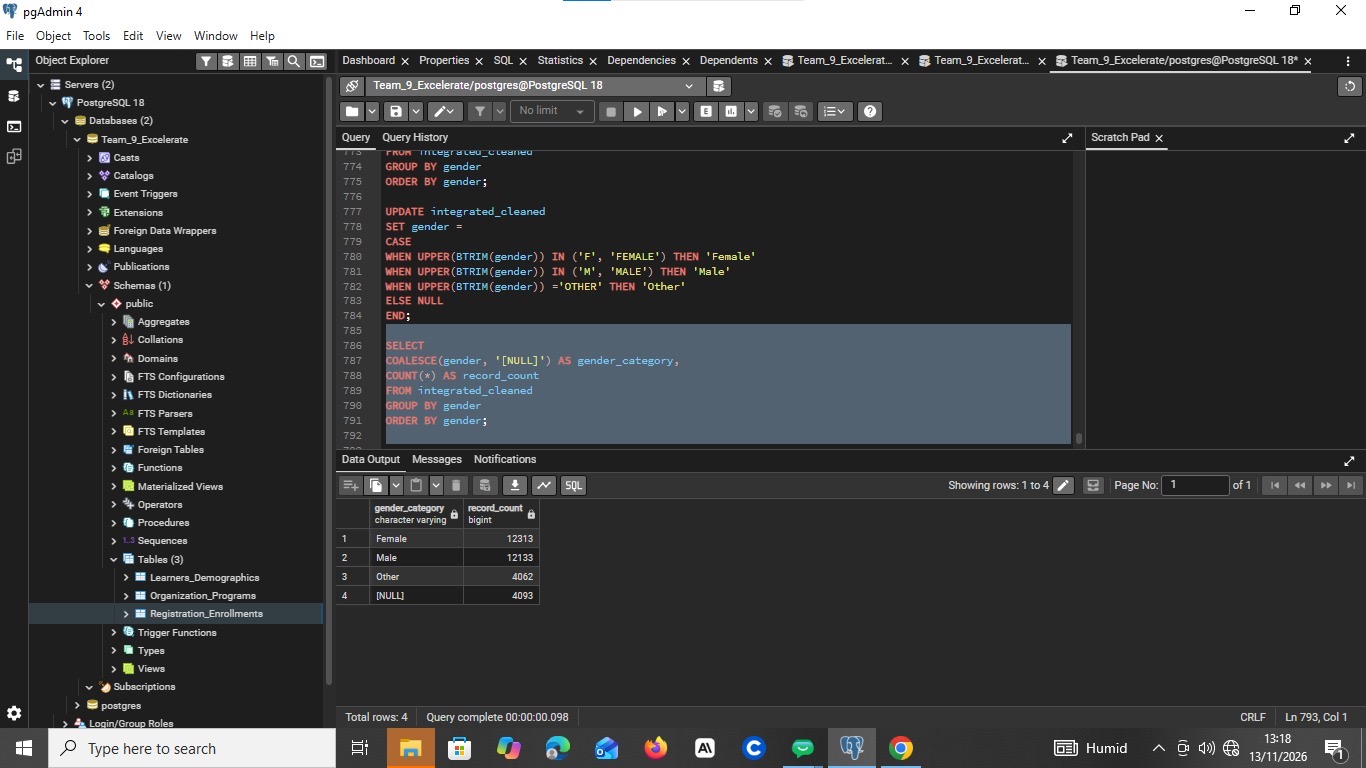 pgAdmin 4
File Object Tools Edit View Window Help
Object Explorer
Dashboard Properties SQL Statistics Dependencies Dependents Team_9_Excelerat... Team_9_Excelerat... Team_9_Excelerate/postgres@PostgreSQL 18*
Servers (2)
PostgreSQL 18
Databases (2)
Team_9_Excelerate
Casts
Catalogs
Event Triggers
Extensions
Foreign Data Wrappers
Languages
Publications
Schemas (1)
public
Aggregates
Collations
Domains
FTS Configurations
FTS Dictionaries
FTS Parsers
FTS Templates
Foreign Tables
Functions
Materialized Views
Operators
Procedures
1..3 Sequences
Tables (3)
Learners_Demographics
Organization_Programs
Registration_Enrollments
Trigger Functions
Types
Views
Subscriptions
postgres
Login/Group Roles
Team_9_Excelerate/postgres@PostgreSQL 18
No limit
Query Query History
Scratch Pad
773 FROM integrated_cleaned
774 GROUP BY gender
775 ORDER BY gender;
776
777 UPDATE integrated_cleaned
778 SET gender =
779 CASE
780 WHEN UPPER(BTRIM(gender)) IN ('F', 'FEMALE') THEN 'Female'
781 WHEN UPPER(BTRIM(gender)) IN ('M', 'MALE') THEN 'Male'
782 WHEN UPPER(BTRIM(gender)) ='OTHER' THEN 'Other'
783 ELSE NULL
784 END;
785
786 SELECT
787 COALESCE(gender, '[NULL]') AS gender_category,
788 COUNT(*) AS record_count
789 FROM integrated_cleaned
790 GROUP BY gender
791 ORDER BY gender;
792
Data Output Messages Notifications
SQL
Showing rows: 1 to 4
Page No: 1 of 1
gender_category record_count
character varying bigint
1 Female 12313
2 Male 12133
3 Other 4062
4 [NULL] 4093
Total rows: 4 Query complete 00:00:00.098
CRLF Ln 793, Col 1
Type here to search
Humid
13:18
13/11/2026
1